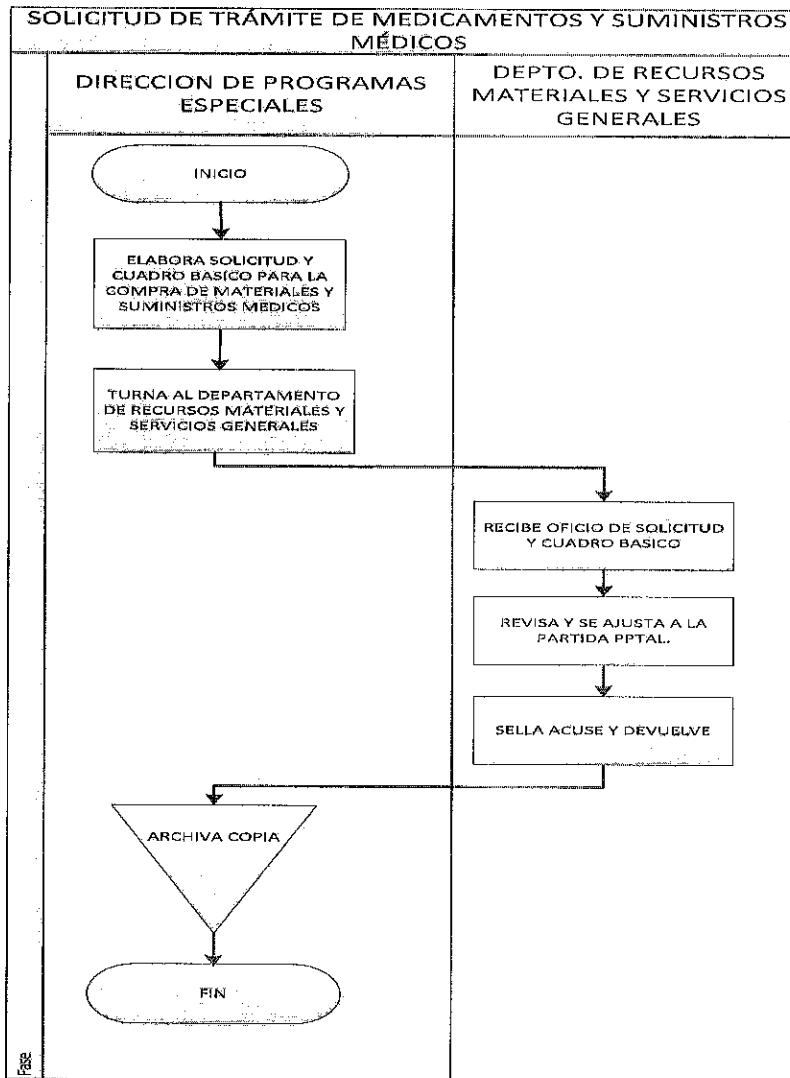 SOLICITUD DE TRÁMITE DE MEDICAMENTOS Y SUMINISTROS
MÉDICOS
DIRECCION DE PROGRAMAS
ESPECIALES
DEPTO. DE RECURSOS
MATERIALES Y SERVICIOS
GENERALES
INICIO
ELABORA SOLICITUD Y
CUADRO BASICO PARA LA
COMPRA DE MATERIALES Y
SUMINISTROS MEDICOS
TURNA AL DEPARTAMENTO
DE RECURSOS MATERIALES Y
SERVICIOS GENERALES
RECIBE OFICIO DE SOLICITUD
Y CUADRO BASICO
REVISA Y SE AJUSTA A LA
PARTIDA PPTAL.
SELLA ACUSE Y DEVUELVE
ARCHIVA COPIA
FIN
Fase